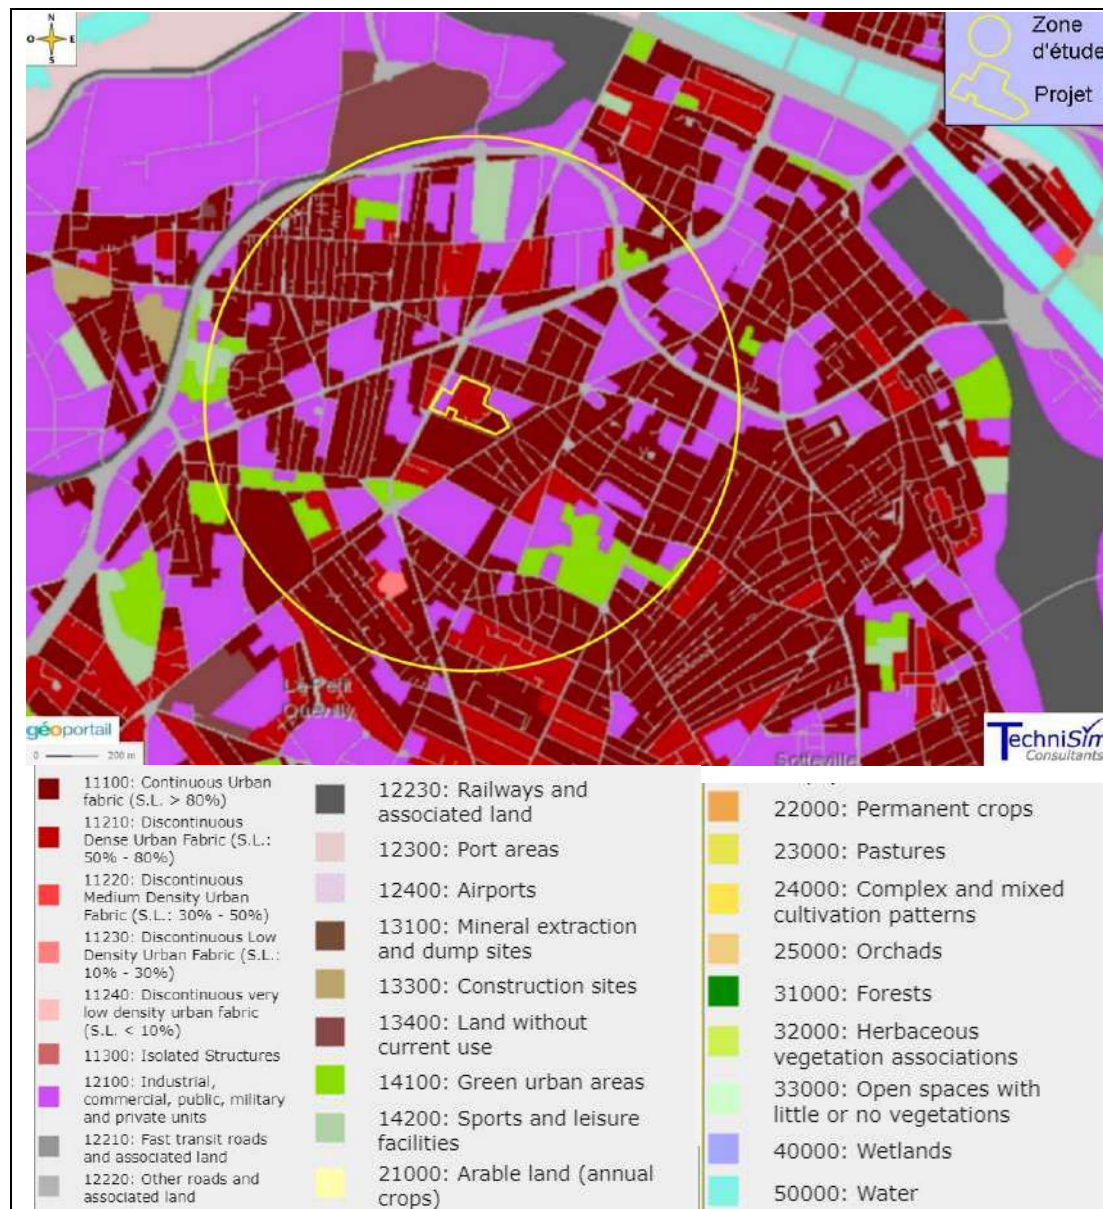 N
O E
S
Zone
d'étude
Projet
Le Petit
Quevilly
Sotteville
géoportail
0 200 m
TechniSim
Consultants
11100: Continuous Urban
fabric (S.L. > 80%)
11210: Discontinuous
Dense Urban Fabric (S.L.:
50% - 80%)
11220: Discontinuous
Medium Density Urban
Fabric (S.L.: 30% - 50%)
11230: Discontinuous Low
Density Urban Fabric (S.L.:
10% - 30%)
11240: Discontinuous very
low density urban fabric
(S.L. < 10%)
11300: Isolated Structures
12100: Industrial,
commercial, public, military
and private units
12210: Fast transit roads
and associated land
12220: Other roads and
associated land
12230: Railways and
associated land
12300: Port areas
12400: Airports
13100: Mineral extraction
and dump sites
13300: Construction sites
13400: Land without
current use
14100: Green urban areas
14200: Sports and leisure
facilities
21000: Arable land (annual
crops)
22000: Permanent crops
23000: Pastures
24000: Complex and mixed
cultivation patterns
25000: Orchads
31000: Forests
32000: Herbaceous
vegetation associations
33000: Open spaces with
little or no vegetations
40000: Wetlands
50000: Water